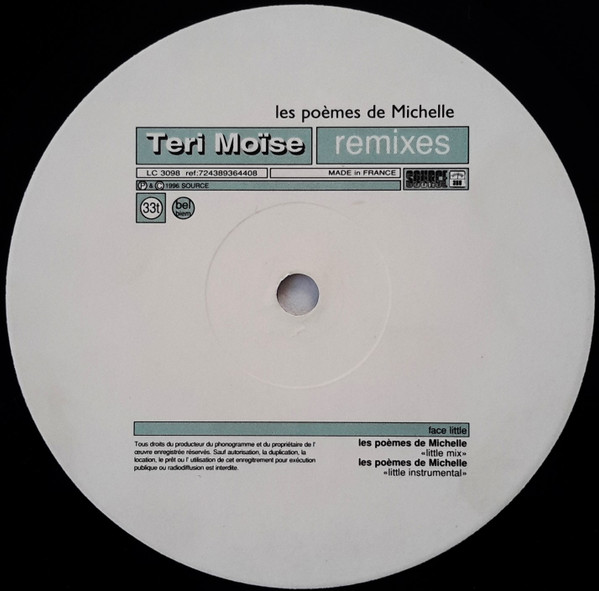 les poèmes de Michelle
Teri Moïse remixes
LC 3098 ref:724389364408 MADE in FRANCE
℗ & © 1996 SOURCE SOURCE
33t bel biem
face little
les poèmes de Michelle
»little mix»
les poèmes de Michelle
»little instrumental»
Tous droits du producteur du phonogramme et du propriétaire de l'
œuvre enregistrée réservés. Sauf autorisation, la duplication, la
location, le prêt ou l' utilisation de cet enregitrement pour exécution
publique ou radiodiffusion est interdite.